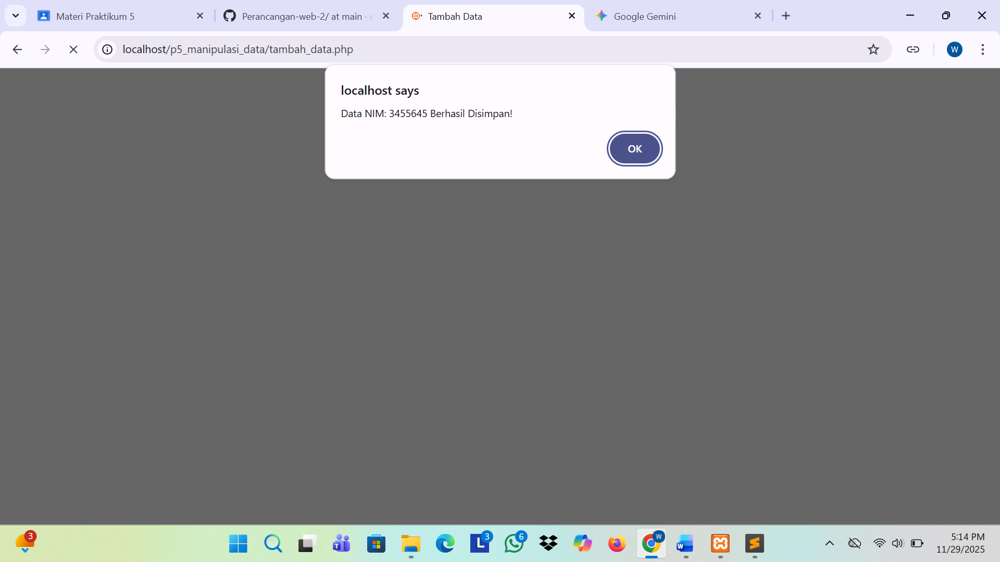 Materi Praktikum 5
Perancangan-web-2/ at main ·
Tambah Data
Google Gemini
localhost/p5_manipulasi_data/tambah_data.php
W
localhost says
Data NIM: 3455645 Berhasil Disimpan!
OK
3
T
L
3
6
W
W
5:14 PM
11/29/2025